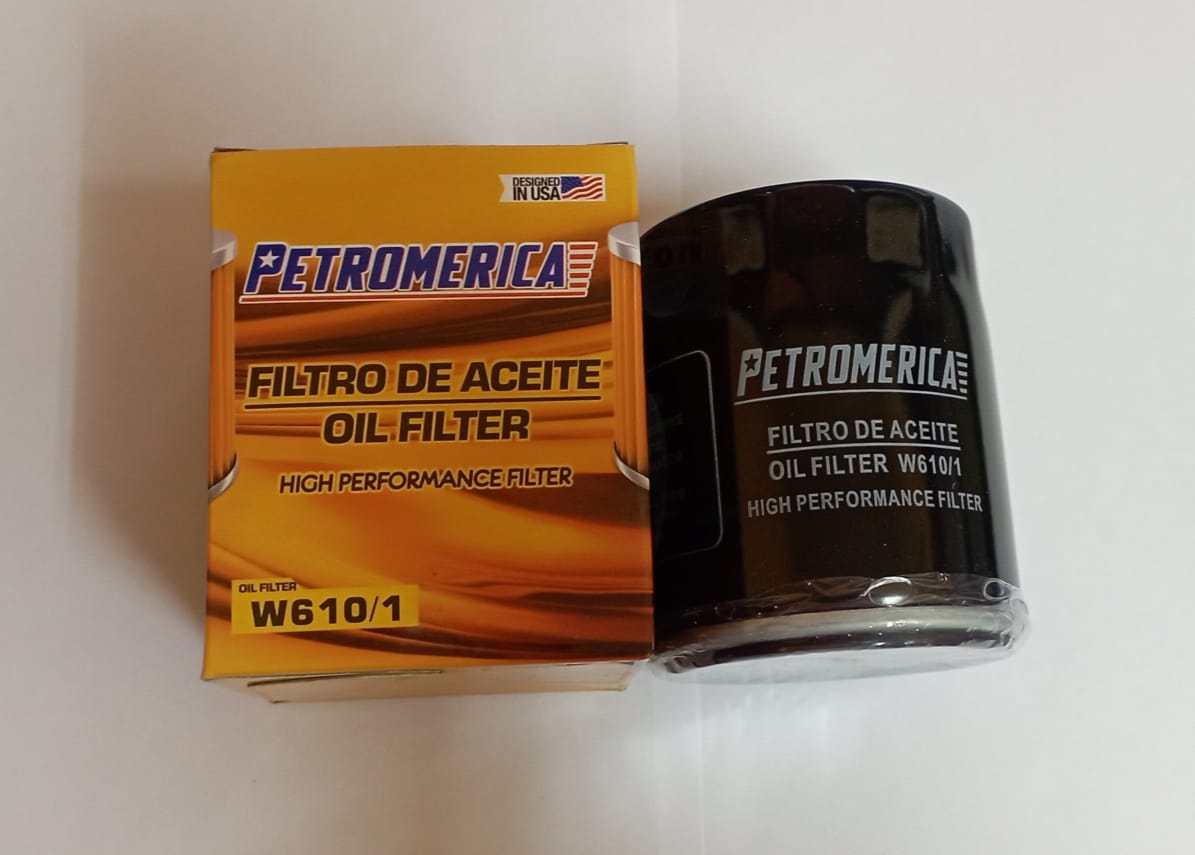 DESIGNED
IN USA
PETROMERICA
FILTRO DE ACEITE
OIL FILTER
HIGH PERFORMANCE FILTER
OIL FILTER
W610/1
PETROMERICA
FILTRO DE ACEITE
OIL FILTER W610/1
HIGH PERFORMANCE FILTER